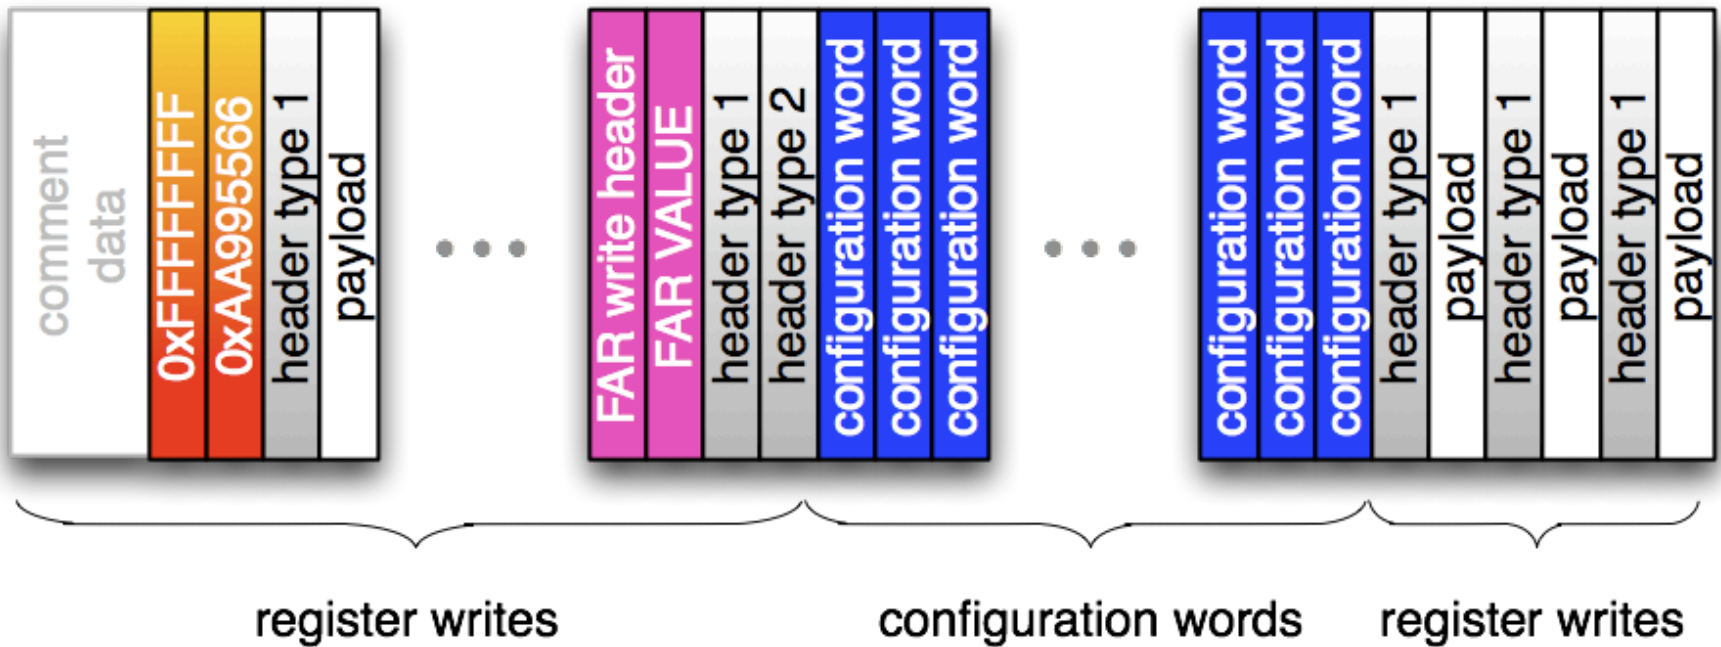 comment
data
0xFFFFFFFF
0xAA995566
header type 1
payload
FAR write header
FAR VALUE
header type 1
header type 2
configuration word
configuration word
configuration word
configuration word
configuration word
configuration word
header type 1
payload
header type 1
payload
header type 1
payload
register writes
configuration words
register writes